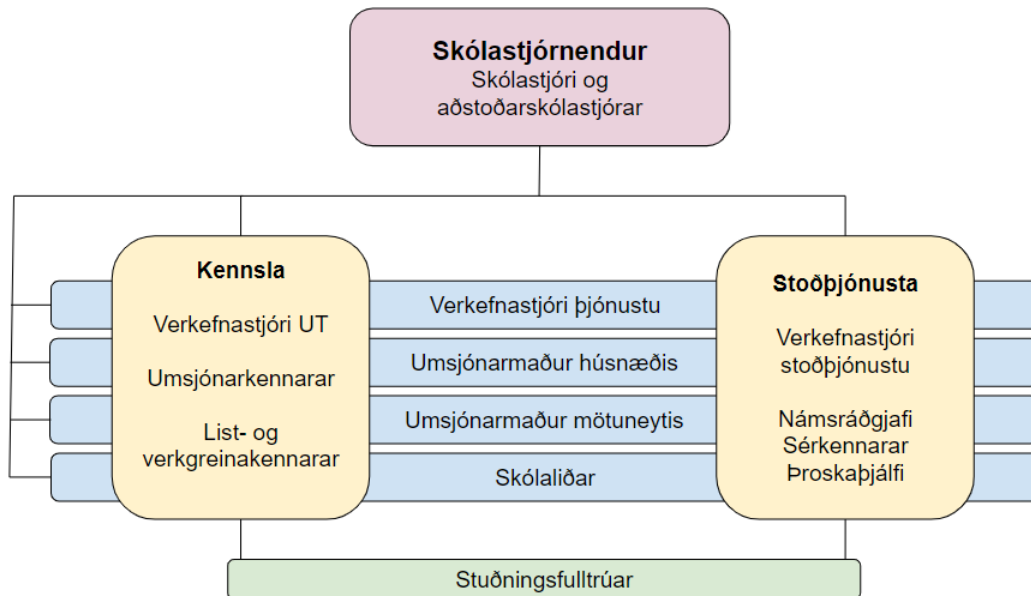 Skólastjórnendur
Skólastjóri og
aðstoðarskólastjórar
Kennsla
Verkefnastjóri UT
Umsjónarkennarar
List- og
verkgreinakennarar
Verkefnastjóri þjónustu
Umsjónarmaður húsnæðis
Umsjónarmaður mötuneytis
Skólaliðar
Stoðþjónusta
Verkefnastjóri
stoðþjónustu
Námsráðgjafi
Sérkennarar
Þroskaþjálfi
Stuðningsfulltrúar